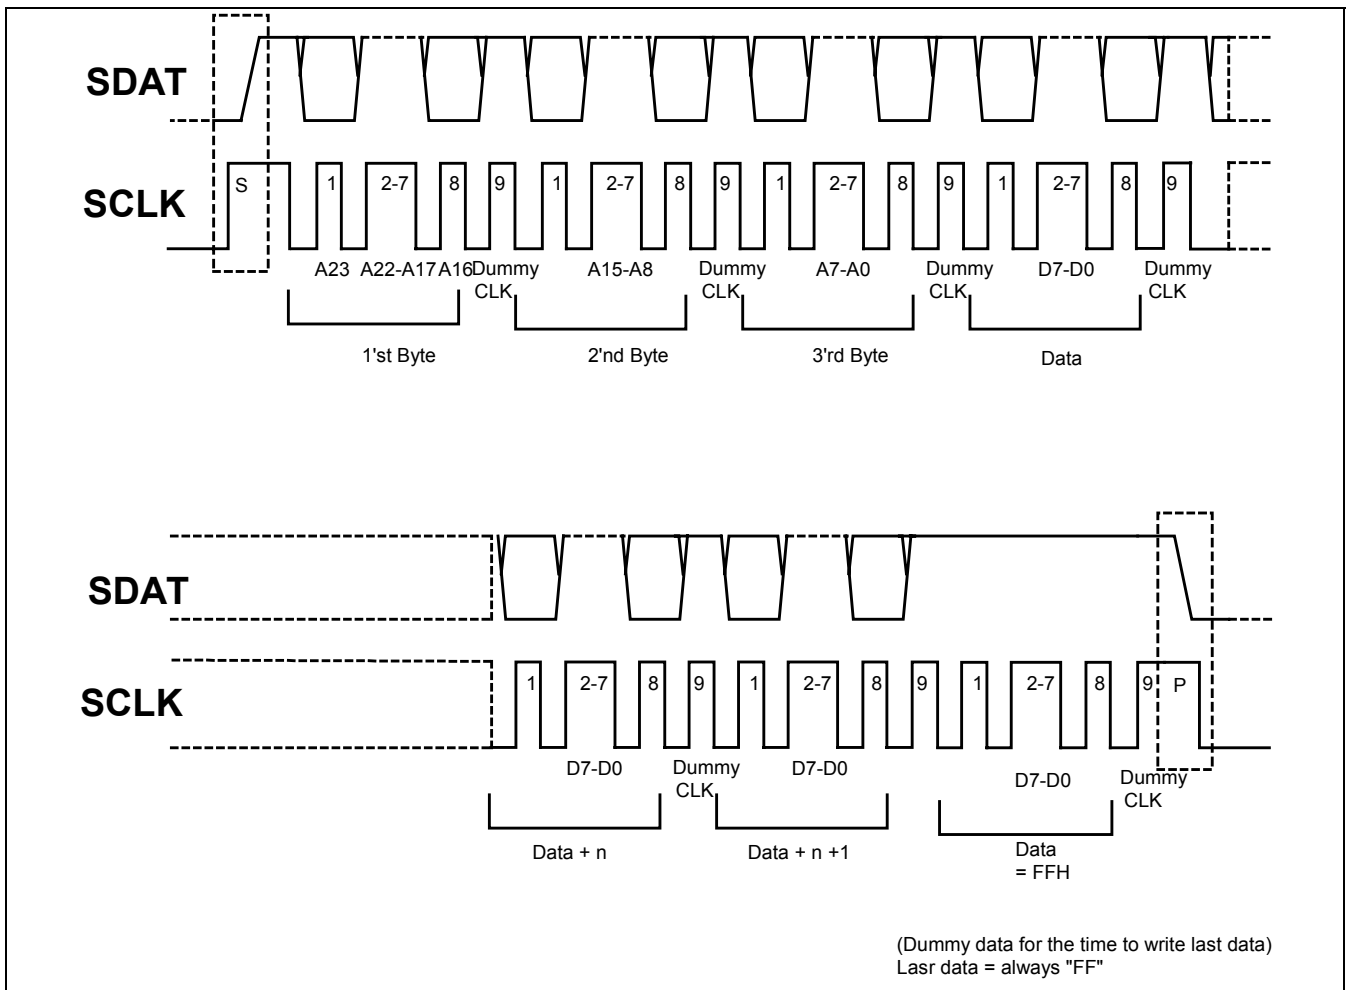 SDAT
SCLK
S 1 2-7 8 9 1 2-7 8 9 1 2-7 8 9 1 2-7 8 9
A23 A22-A17 A16 Dummy CLK A15-A8 Dummy CLK A7-A0 Dummy CLK D7-D0 Dummy CLK
1'st Byte 2'nd Byte 3'rd Byte Data
SDAT
SCLK
1 2-7 8 9 1 2-7 8 9 1 2-7 8 9 P
D7-D0 Dummy CLK D7-D0 D7-D0 Dummy CLK
Data + n Data + n +1 Data
= FFH
(Dummy data for the time to write last data)
Lasr data = always "FF"